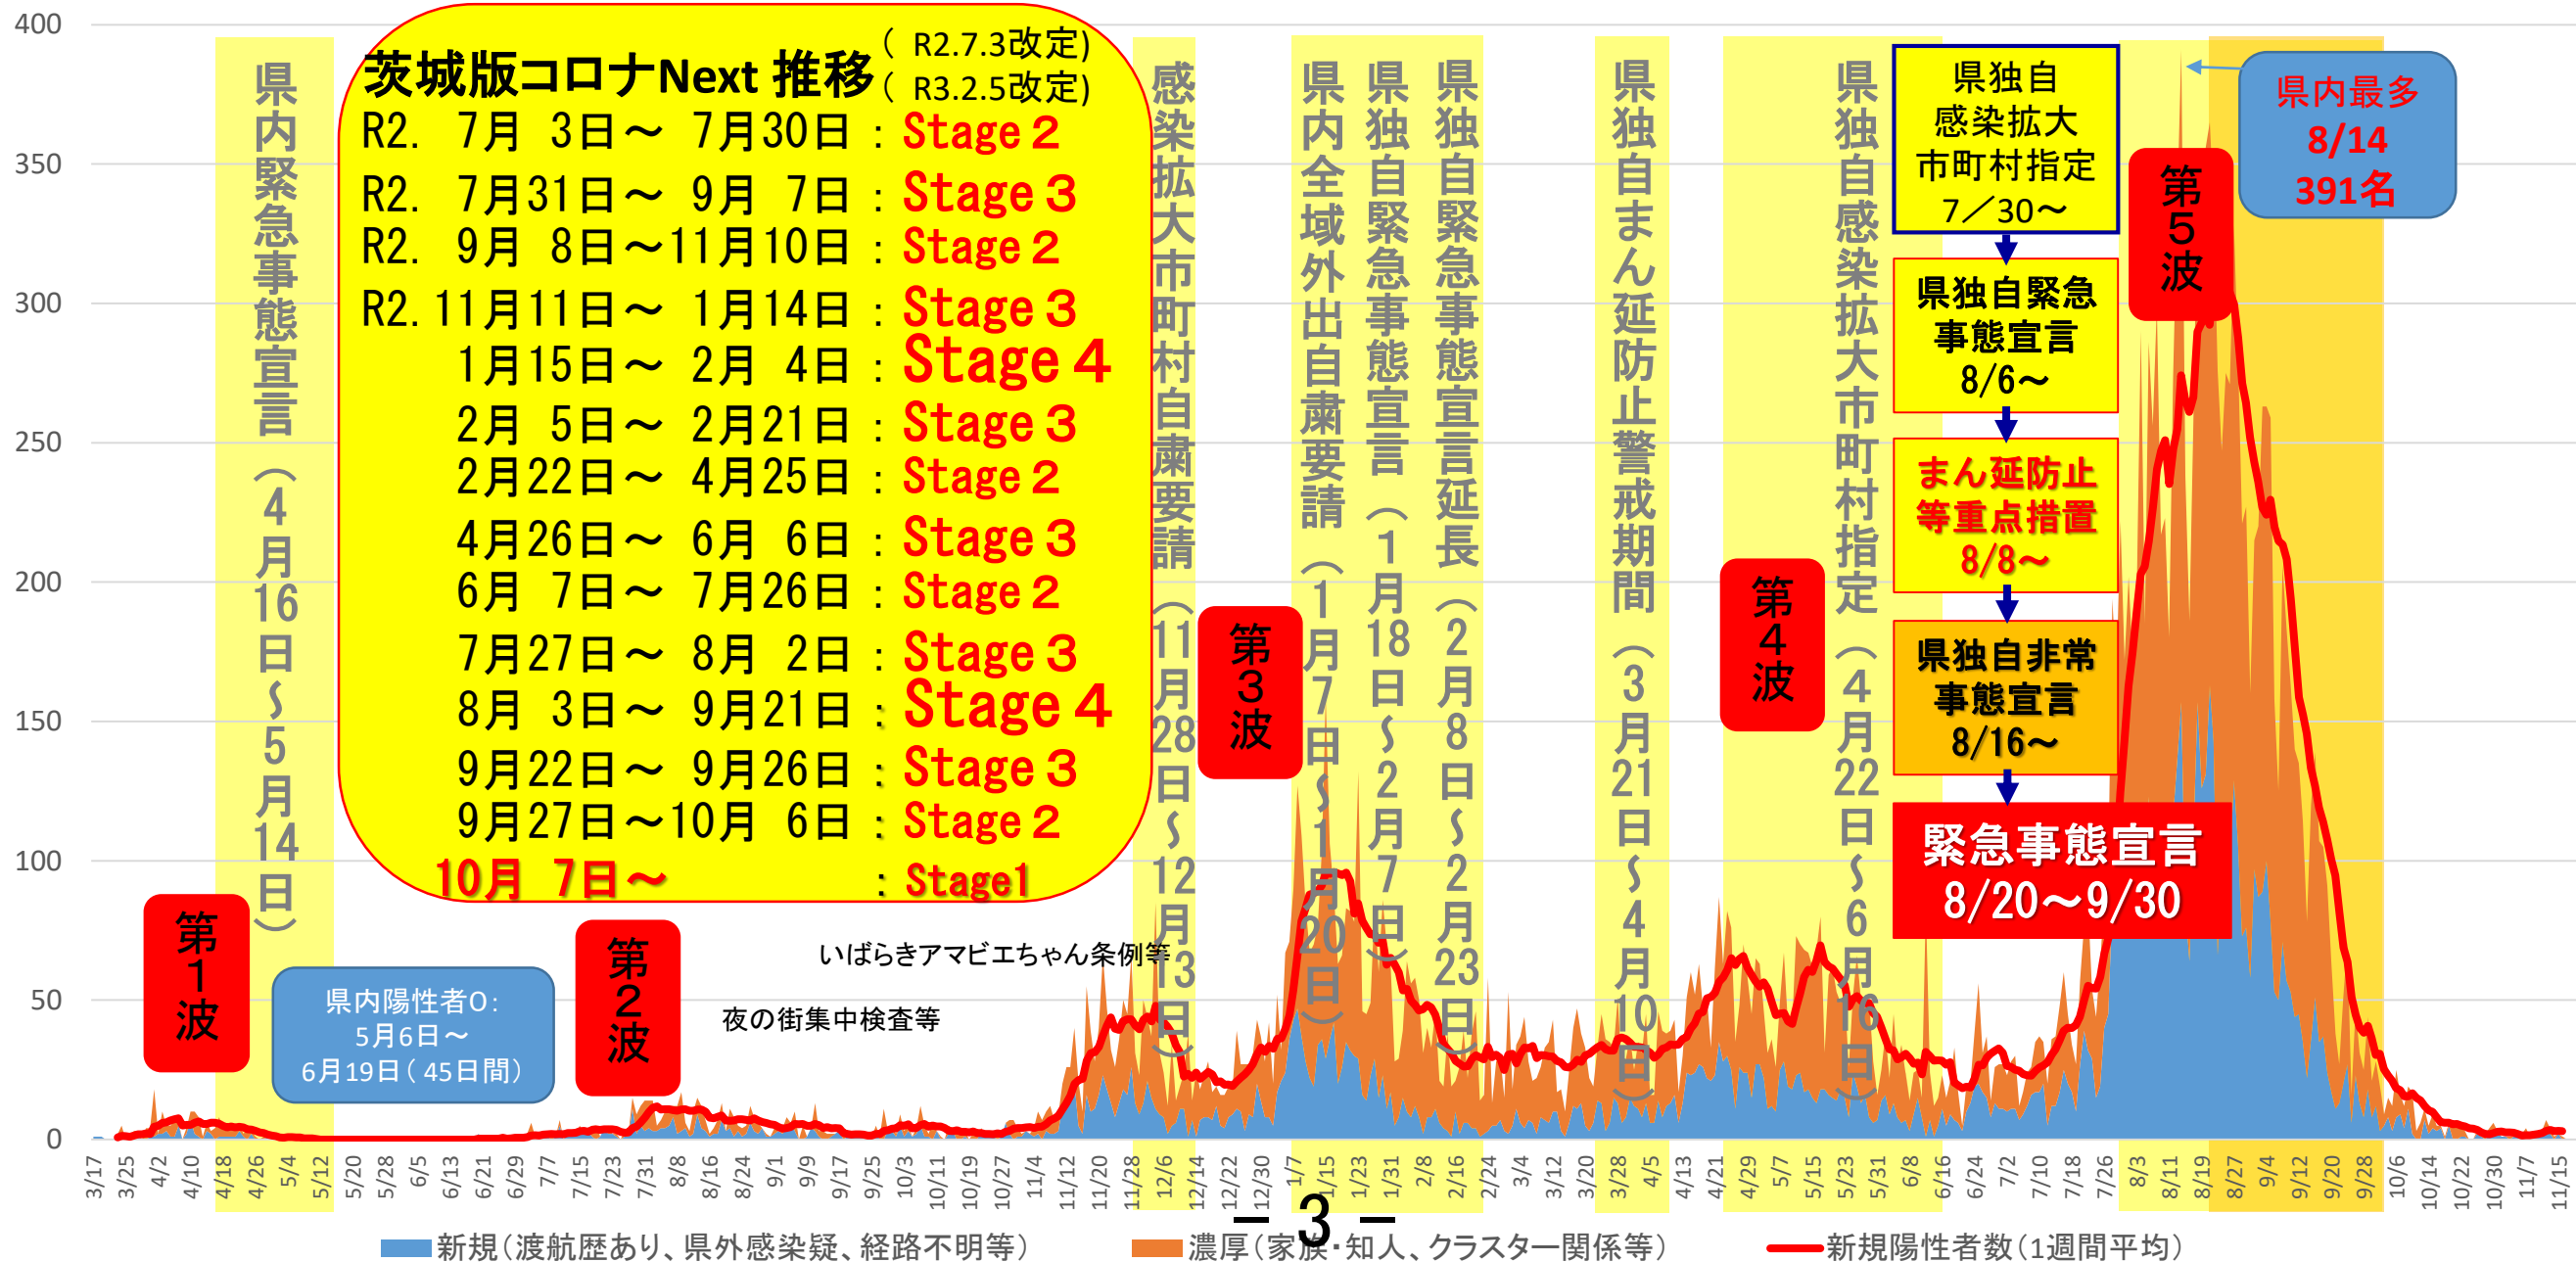 400
350
300
250
200
150
100
50
0
県内緊急事態宣言（4月16日～5月14日）
茨城版コロナNext 推移
（ R2.7.3改定)
（ R3.2.5改定)
R2. 7月 3日～ 7月30日：Stage２
R2. 7月31日～ 9月 7日：Stage３
R2. 9月 8日～11月10日：Stage２
R2. 11月11日～ 1月14日：Stage３
1月15日～ 2月 4日：Stage４
2月 5日～ 2月21日：Stage３
2月22日～ 4月25日：Stage２
4月26日～ 6月 6日：Stage３
6月 7日～ 7月26日：Stage２
7月27日～ 8月 2日：Stage３
8月 3日～ 9月21日：Stage４
9月22日～ 9月26日：Stage３
9月27日～10月 6日：Stage２
10月 7日～ ：Stage1
感染拡大市町村自粛要請（11月28日～12月13日）
県内全域外出自粛要請（1月7日～1月20日）
県独自緊急事態宣言（1月18日～2月7日）
県独自緊急事態宣言延長（2月8日～2月23日）
県独自まん延防止警戒期間（3月21日～4月10日）
県独自感染拡大市町村指定（4月22日～6月16日）
県独自
感染拡大
市町村指定
7／30～
県独自緊急
事態宣言
8/6～
まん延防止
等重点措置
8/8～
県独自非常
事態宣言
8/16～
緊急事態宣言
8/20～9/30
県内最多
8/14
391名
第１波
第２波
第３波
第４波
第５波
県内陽性者0：
5月6日～
6月19日（45日間）
いばらきアマビエちゃん条例等
夜の街集中検査等
3/17 3/25 4/2 4/10 4/18 4/26 5/4 5/12 5/20 5/28 6/5 6/13 6/21 6/29 7/7 7/15 7/23 7/31 8/8 8/16 8/24 9/1 9/9 9/17 9/25 10/3 10/11 10/19 10/27 11/4 11/12 11/20 11/28 12/6 12/14 12/22 12/30 1/7 1/15 1/23 1/31 2/8 2/16 2/24 3/4 3/12 3/20 3/28 4/5 4/13 4/21 4/29 5/7 5/15 5/23 5/31 6/8 6/16 6/24 7/2 7/10 7/18 7/26 8/3 8/11 8/19 8/27 9/4 9/12 9/20 9/28 10/6 10/14 10/22 10/30 11/7 11/15
－ 3 －
新規（渡航歴あり、県外感染疑、経路不明等）
濃厚（家族・知人、クラスター関係等）
新規陽性者数（1週間平均）